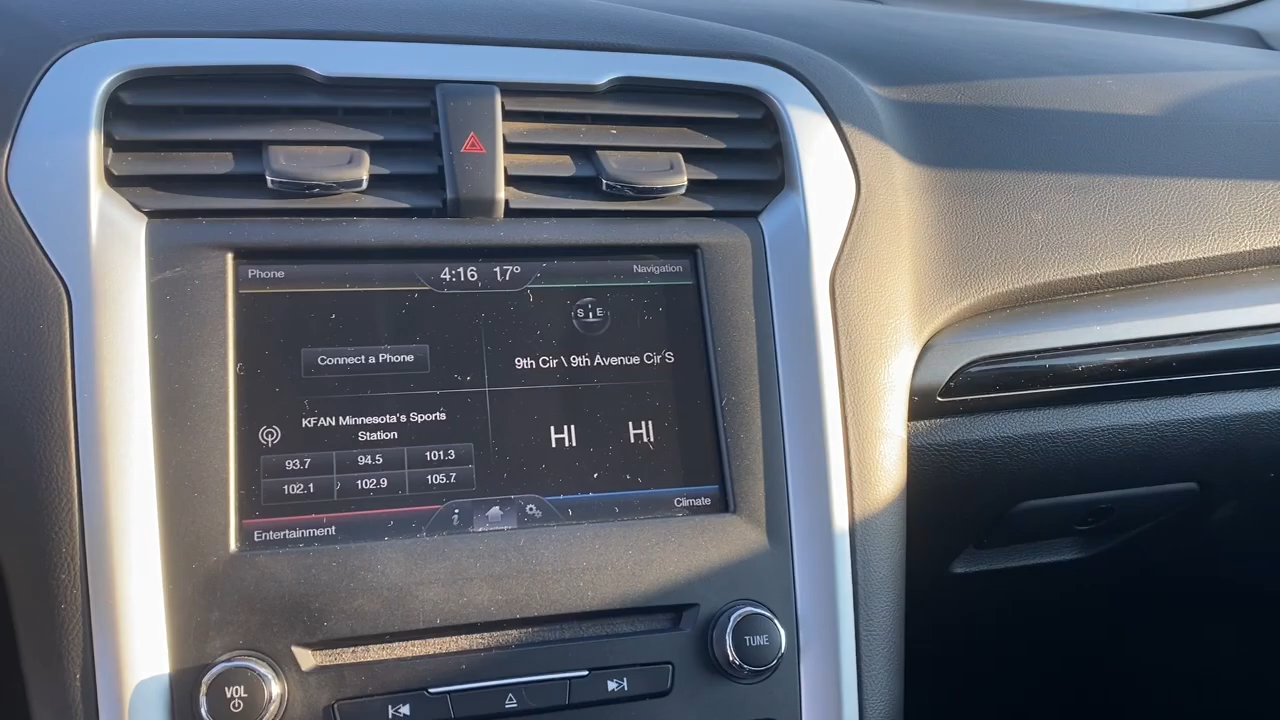 Phone
4:16 17°
Navigation
S E
Connect a Phone
9th Cir \ 9th Avenue Cir S
KFAN Minnesota's Sports
Station
93.7 94.5 101.3
102.1 102.9 105.7
HI HI
Entertainment
i
Climate
VOL
TUNE